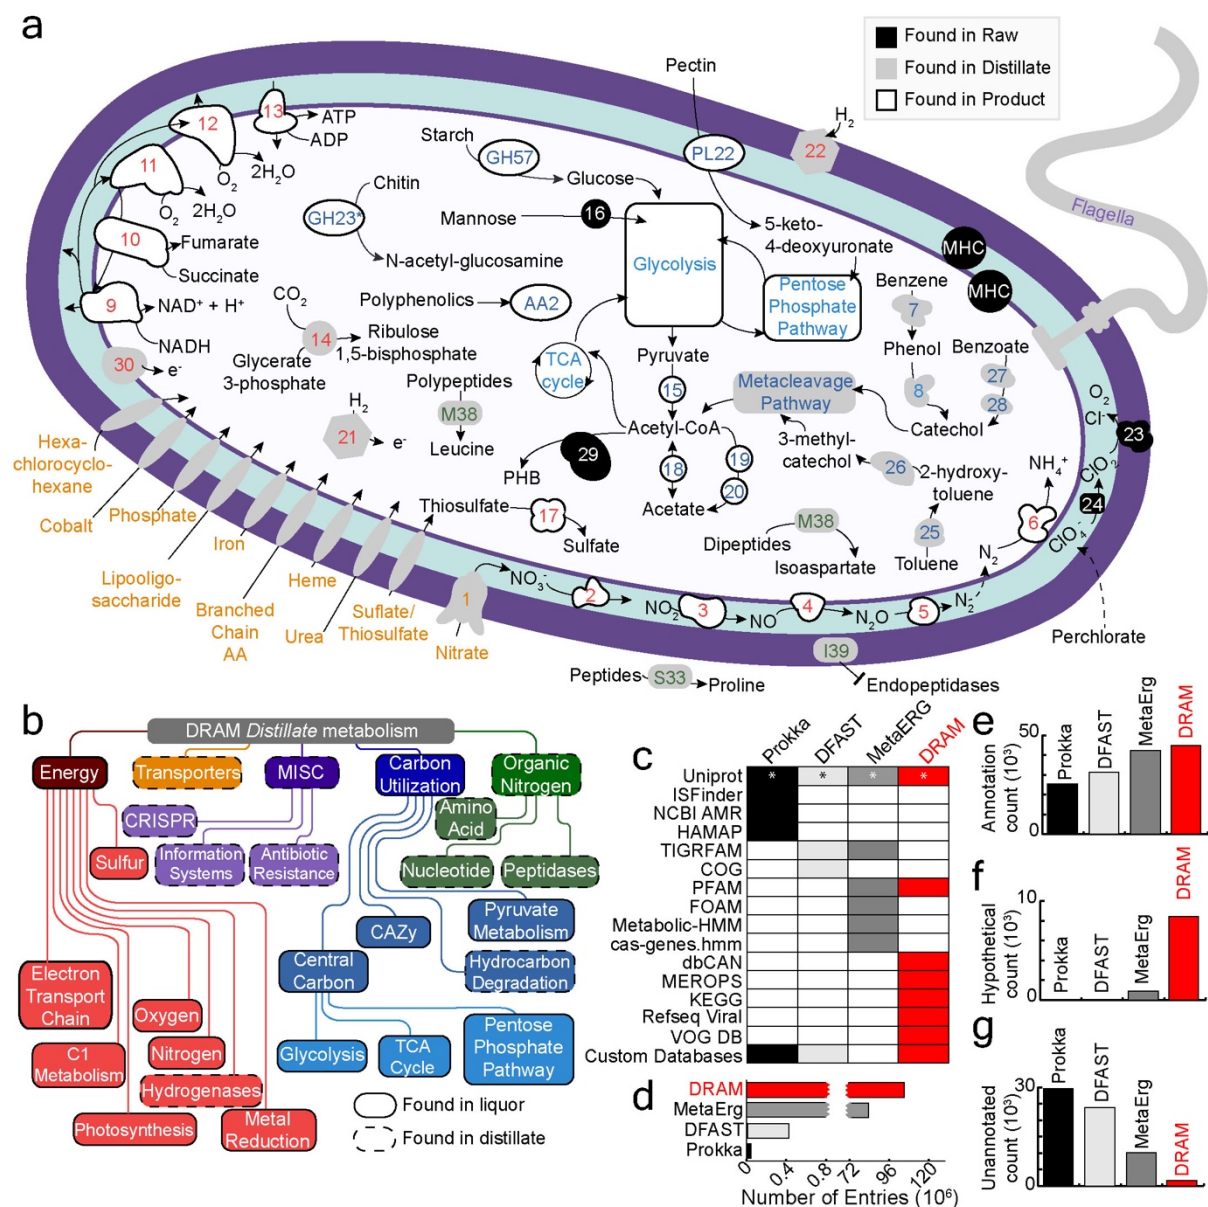 a
Found in Raw
Found in Distillate
Found in Product
Pectin
H2
22
13
ATP
ADP
12
O2
2H2O
11
O2
2H2O
Starch
GH57
Glucose
PL22
Chitin
GH23*
N-acetyl-glucosamine
Mannose
16
Glycolysis
5-keto-
4-deoxyuronate
MHC
MHC
Flagella
10
Fumarate
Succinate
9
NAD+ + H+
NADH
30
e-
CO2
14
Ribulose
1,5-bisphosphate
Glycerate
3-phosphate
Polyphenolics
AA2
Pentose
Phosphate
Pathway
Benzene
7
Phenol
8
Catechol
Benzoate
27
28
TCA
cycle
Pyruvate
15
Acetyl-CoA
18
19
20
Acetate
Metacleavage
Pathway
3-methyl-
catechol
26
2-hydroxy-
toluene
25
Toluene
Polypeptides
M38
Leucine
H2
21
e-
29
PHB
Thiosulfate
17
Sulfate
Dipeptides
M38
Isoaspartate
O2
Cl-
23
ClO2-
24
ClO4-
Perchlorate
NH4+
6
N2
Hexa-
chlorocyclo-
hexane
Cobalt
Phosphate
Lipooligo-
saccharide
Iron
Branched
Chain
AA
Heme
Urea
Suflate/
Thiosulfate
1
Nitrate
NO3-
2
NO2-
3
NO
4
N2O
5
N2-
I39
Endopeptidases
Peptides
S33
Proline
b
DRAM Distillate metabolism
Energy
Transporters
MISC
Carbon
Utilization
Organic
Nitrogen
CRISPR
Information
Systems
Antibiotic
Resistance
Sulfur
Amino
Acid
Nucleotide
Peptidases
CAZy
Pyruvate
Metabolism
Central
Carbon
Hydrocarbon
Degradation
Electron
Transport
Chain
Oxygen
C1
Metabolism
Nitrogen
Hydrogenases
Photosynthesis
Metal
Reduction
Glycolysis
TCA
Cycle
Pentose
Phosphate
Pathway
Found in liquor
Found in distillate
c
Prokka
DFAST
MetaERG
DRAM
Uniprot * * * *
ISFinder
NCBI AMR
HAMAP
TIGRFAM
COG
PFAM
FOAM
Metabolic-HMM
cas-genes.hmm
dbCAN
MEROPS
KEGG
Refseq Viral
VOG DB
Custom Databases
d
DRAM
MetaErg
DFAST
Prokka
0 0.4 0.8 72 96 120
Number of Entries (10⁶)
e
Annotation
count (10³)
50
0
Prokka
DFAST
MetaErg
DRAM
f
Hypothetical
count (10³)
10
0
Prokka
DFAST
MetaErg
DRAM
g
Unannotated
count (10³)
30
0
Prokka
DFAST
MetaErg
DRAM